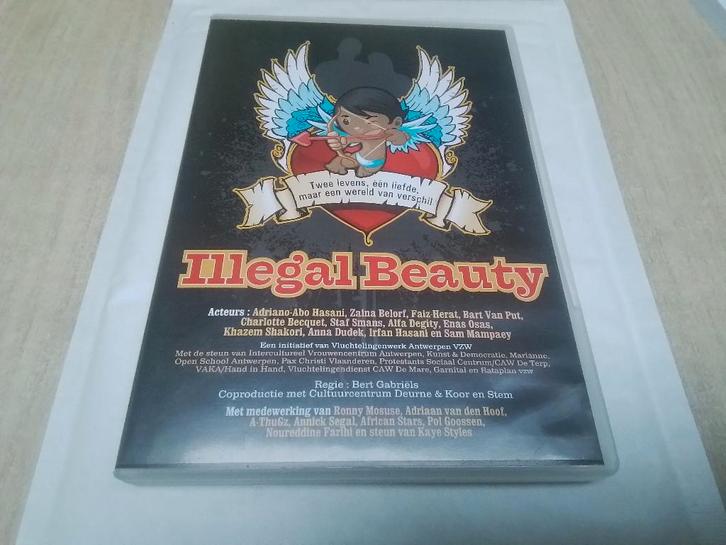 Twee levens, één liefde,
maar een wereld van verschil
Illegal Beauty
Acteurs : Adriano-Abo Hasani, Zaina Belorf, Faiz Herat, Bart Van Put,
Charlotte Becquet, Staf Smans, Alfa Degity, Enas Osas,
Khazem Shakori, Anna Dudek, Irfan Hasani en Sam Mampaey
Een initiatief van Vluchtelingenwerk Antwerpen VZW
Met de steun van Intercultureel Vrouwencentrum Antwerpen, Kunst & Democratie, Marianne,
Open School Antwerpen, Pax Christi Vlaanderen, Protestants Sociaal Centrum/CAW De Terp,
VAKA/Hand in Hand, Vluchtelingendienst CAW De Mare, Garnital en Rataplan vzw
Regie : Bert Gabriëls
Coproductie met Cultuurcentrum Deurne & Koor en Stem
Met medewerking van Ronny Mosuse, Adriaan van den Hoof,
A-ThuGz, Annick Segal, African Stars, Pol Goossen,
Noureddine Farihi en steun van Kaye Styles